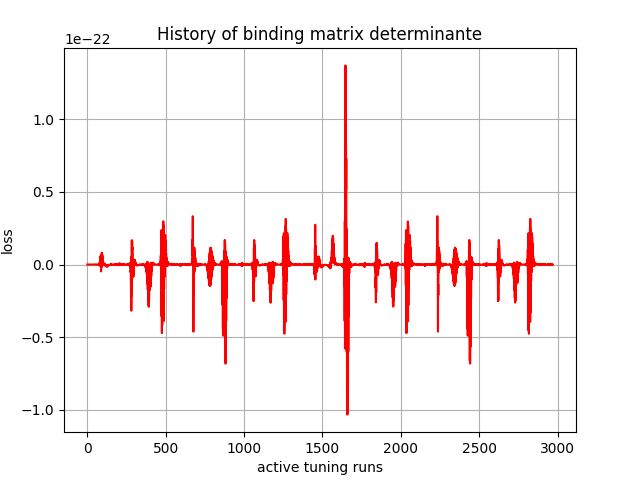 History of binding matrix determinante
1e−22
1.0
0.5
0.0
−0.5
−1.0
loss
0 500 1000 1500 2000 2500 3000
active tuning runs